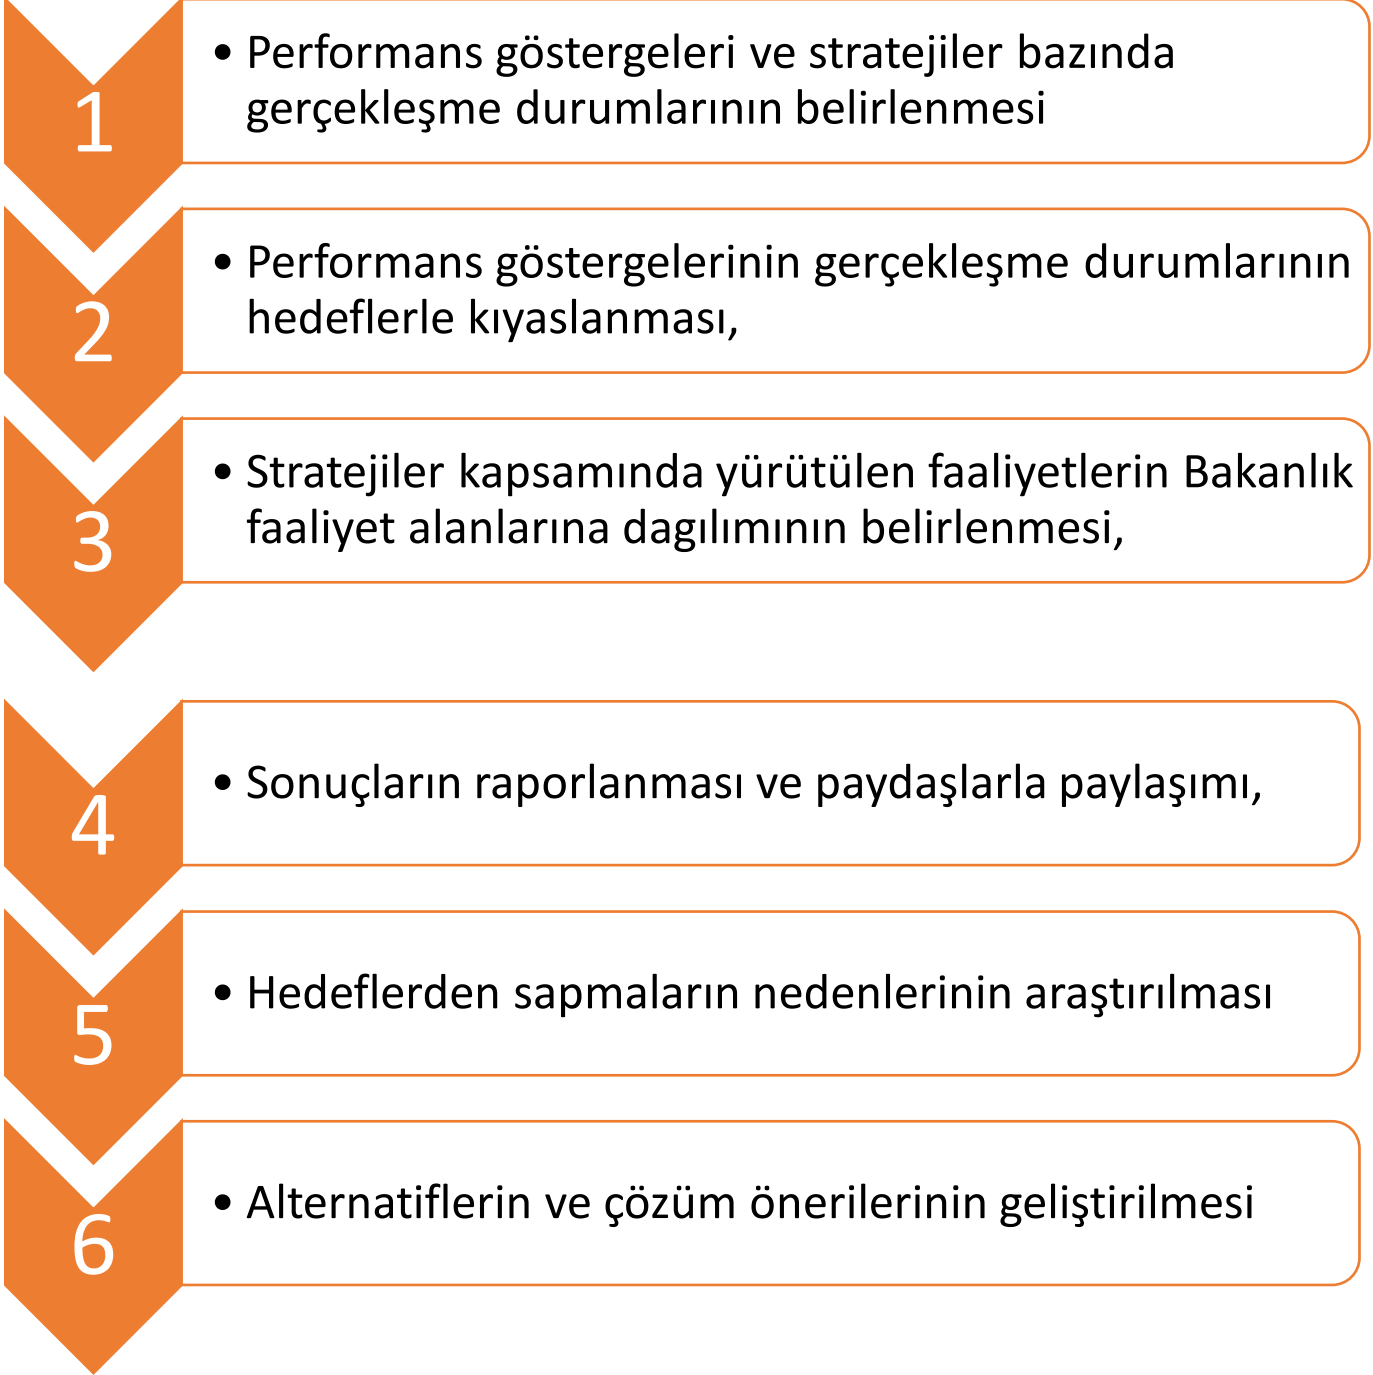 1
• Performans göstergeleri ve stratejiler bazında
gerçekleşme durumlarının belirlenmesi
2
• Performans göstergelerinin gerçekleşme durumlarının
hedeflerle kıyaslanması,
3
• Stratejiler kapsamında yürütülen faaliyetlerin Bakanlık
faaliyet alanlarına dagılımının belirlenmesi,
4
• Sonuçların raporlanması ve paydaşlarla paylaşımı,
5
• Hedeflerden sapmaların nedenlerinin araştırılması
6
• Alternatiflerin ve çözüm önerilerinin geliştirilmesi